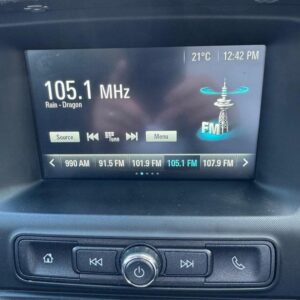 21°C 12:42 PM
105.1 MHz
Rain - Dragon
FM
Source Tune Menu
990 AM 91.5 FM 101.9 FM 105.1 FM 107.9 FM